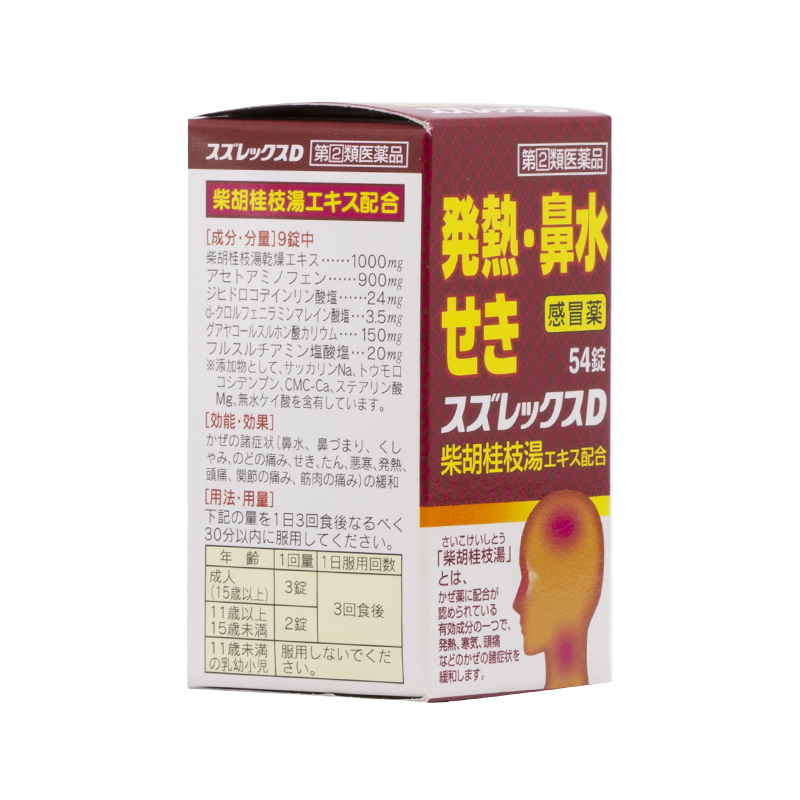 スズレックスD 第②類医薬品
柴胡桂枝湯エキス配合
[成分・分量]9錠中
柴胡桂枝湯乾燥エキス……1000mg
アセトアミノフェン……900mg
ジヒドロコデインリン酸塩……24mg
d-クロルフェニラミンマレイン酸塩…3.5mg
グアヤコールスルホン酸カリウム…‥150mg
フルスルチアミン塩酸塩…20mg
※添加物として、サッカリンNa、トウモロ
コシデンプン、CMC-Ca、ステアリン酸
Mg、無水ケイ酸を含有しています。
[効能・効果]
かぜの諸症状(鼻水、鼻づまり、くし
ゃみ、のどの痛み、せき、たん、悪寒、発熱、
頭痛、関節の痛み、筋肉の痛み)の緩和
[用法・用量]
下記の量を1日3回食後なるべく
30分以内に服用してください。
年齢 1回量 1日服用回数
成人
(15歳以上) 3錠 3回食後
11歳以上
15歳未満 2錠
11歳未満
の乳幼小児 服用しないでくだ
さい。
第②類医薬品
発熱・鼻水
せき 感冒薬
54錠
スズレックスD
柴胡桂枝湯エキス配合
さいこけいしとう
「柴胡桂枝湯」
とは、
かぜ薬に配合が
認められている
有効成分の一つで、
発熱、寒気、頭痛
などのかぜの諸症状を
緩和します。